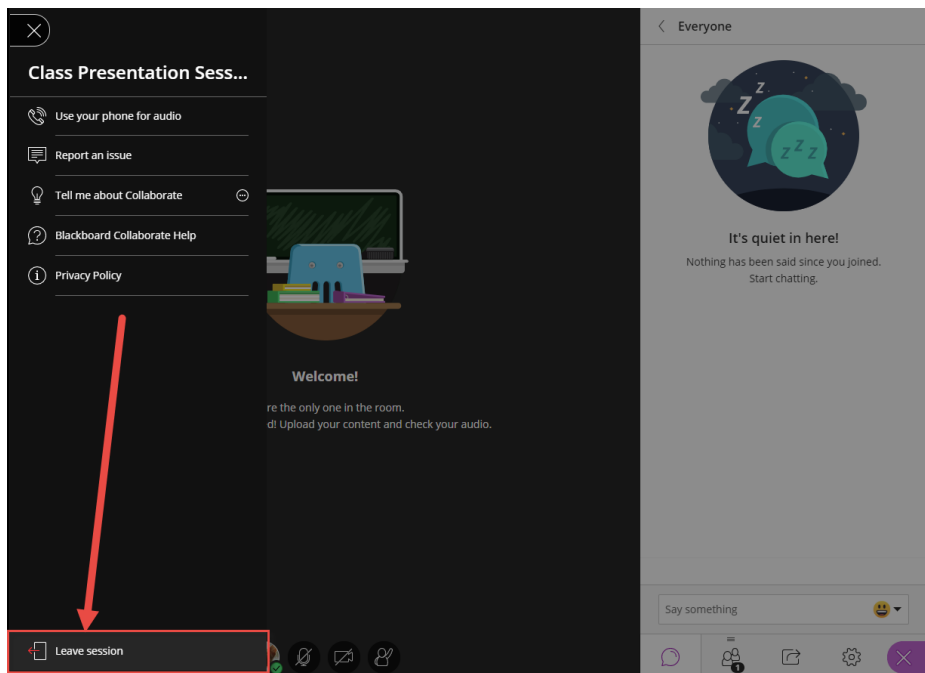 Class Presentation Sess...
Use your phone for audio
Report an issue
Tell me about Collaborate
Blackboard Collaborate Help
Privacy Policy
Leave session
Welcome!
re the only one in the room.
d! Upload your content and check your audio.
Everyone
z
Z
z
z z z
It's quiet in here!
Nothing has been said since you joined.
Start chatting.
Say something
1